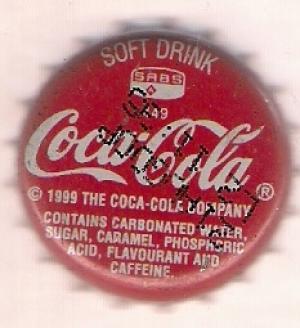 SOFT DRINK
SABS
Coca-Cola ®
© 1999 THE COCA-COLA COMPANY
CONTAINS CARBONATED WATER,
SUGAR, CARAMEL, PHOSPHORIC
ACID, FLAVOURANT AND
CAFFEINE.